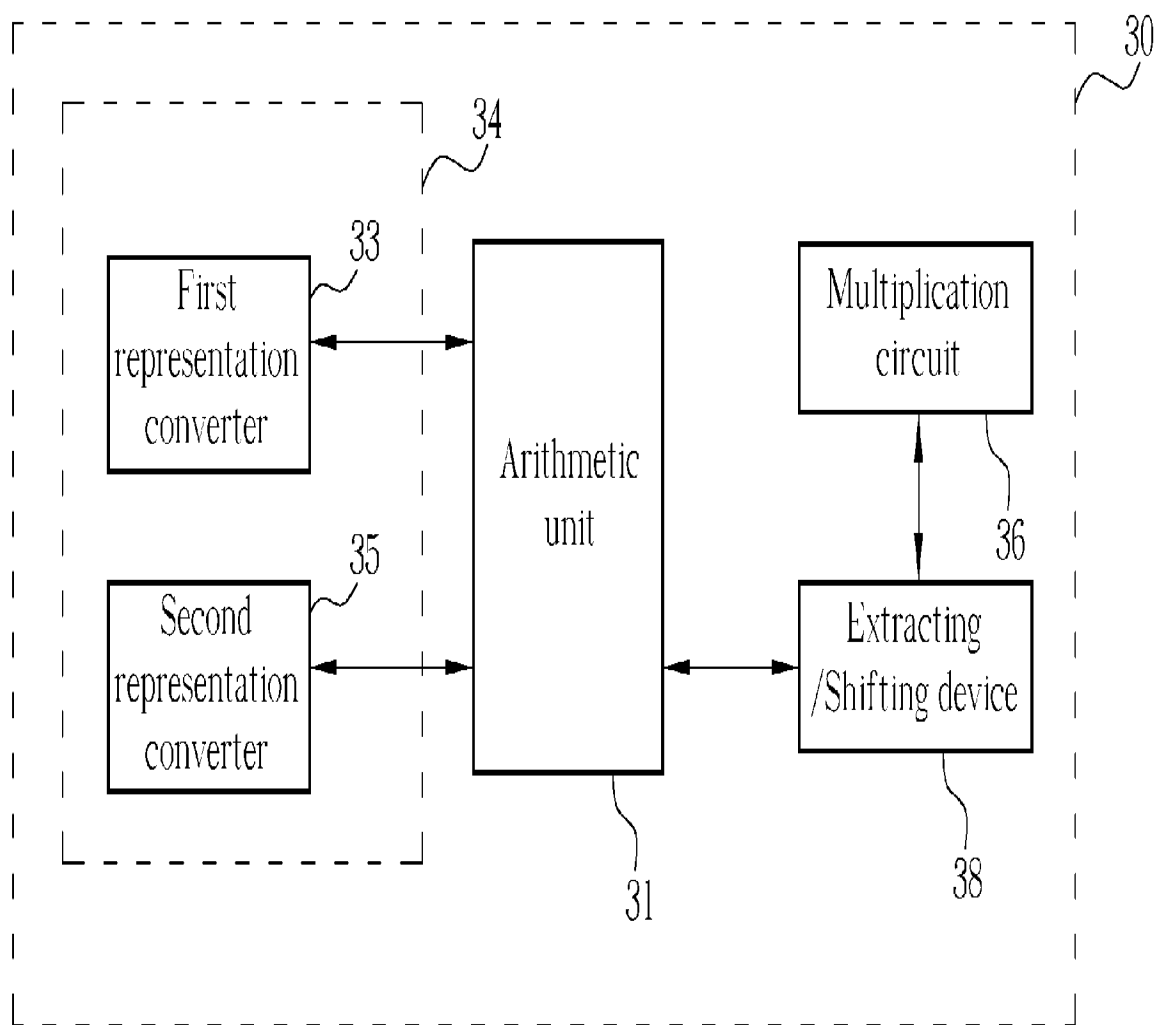 30
34
33
First
representation
converter
Arithmetic
unit
Multiplication
circuit
36
35
Second
representation
converter
Extracting
/Shifting device
31
38